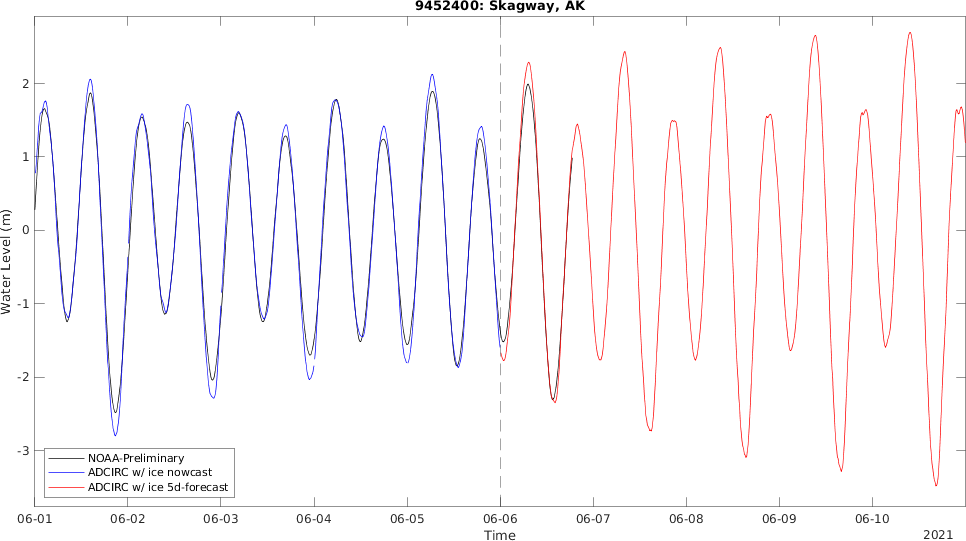 9452400: Skagway, AK
Water Level (m)
2
1
0
-1
-2
-3
NOAA-Preliminary
ADCIRC w/ ice nowcast
ADCIRC w/ ice 5d-forecast
06-01 06-02 06-03 06-04 06-05 06-06 06-07 06-08 06-09 06-10
Time
2021